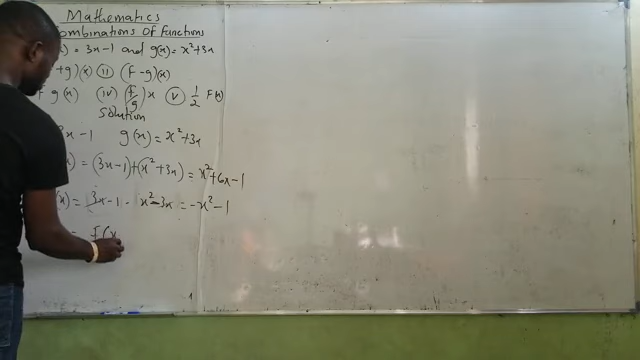 Mathematics
Combinations of Functions
x) = 3x-1 and g(x) = x²+3x
+g)(x) (ii) (F-g)(x)
F g(x) (iv) (f/g)x (v) 1/2 F(x)
Solution
3x-1 g(x) = x²+3x
(x) = (3x-1)+(x²+3x) = x²+6x-1
(x) = (3x-1 - x²-3x = -x²-1
= f(x